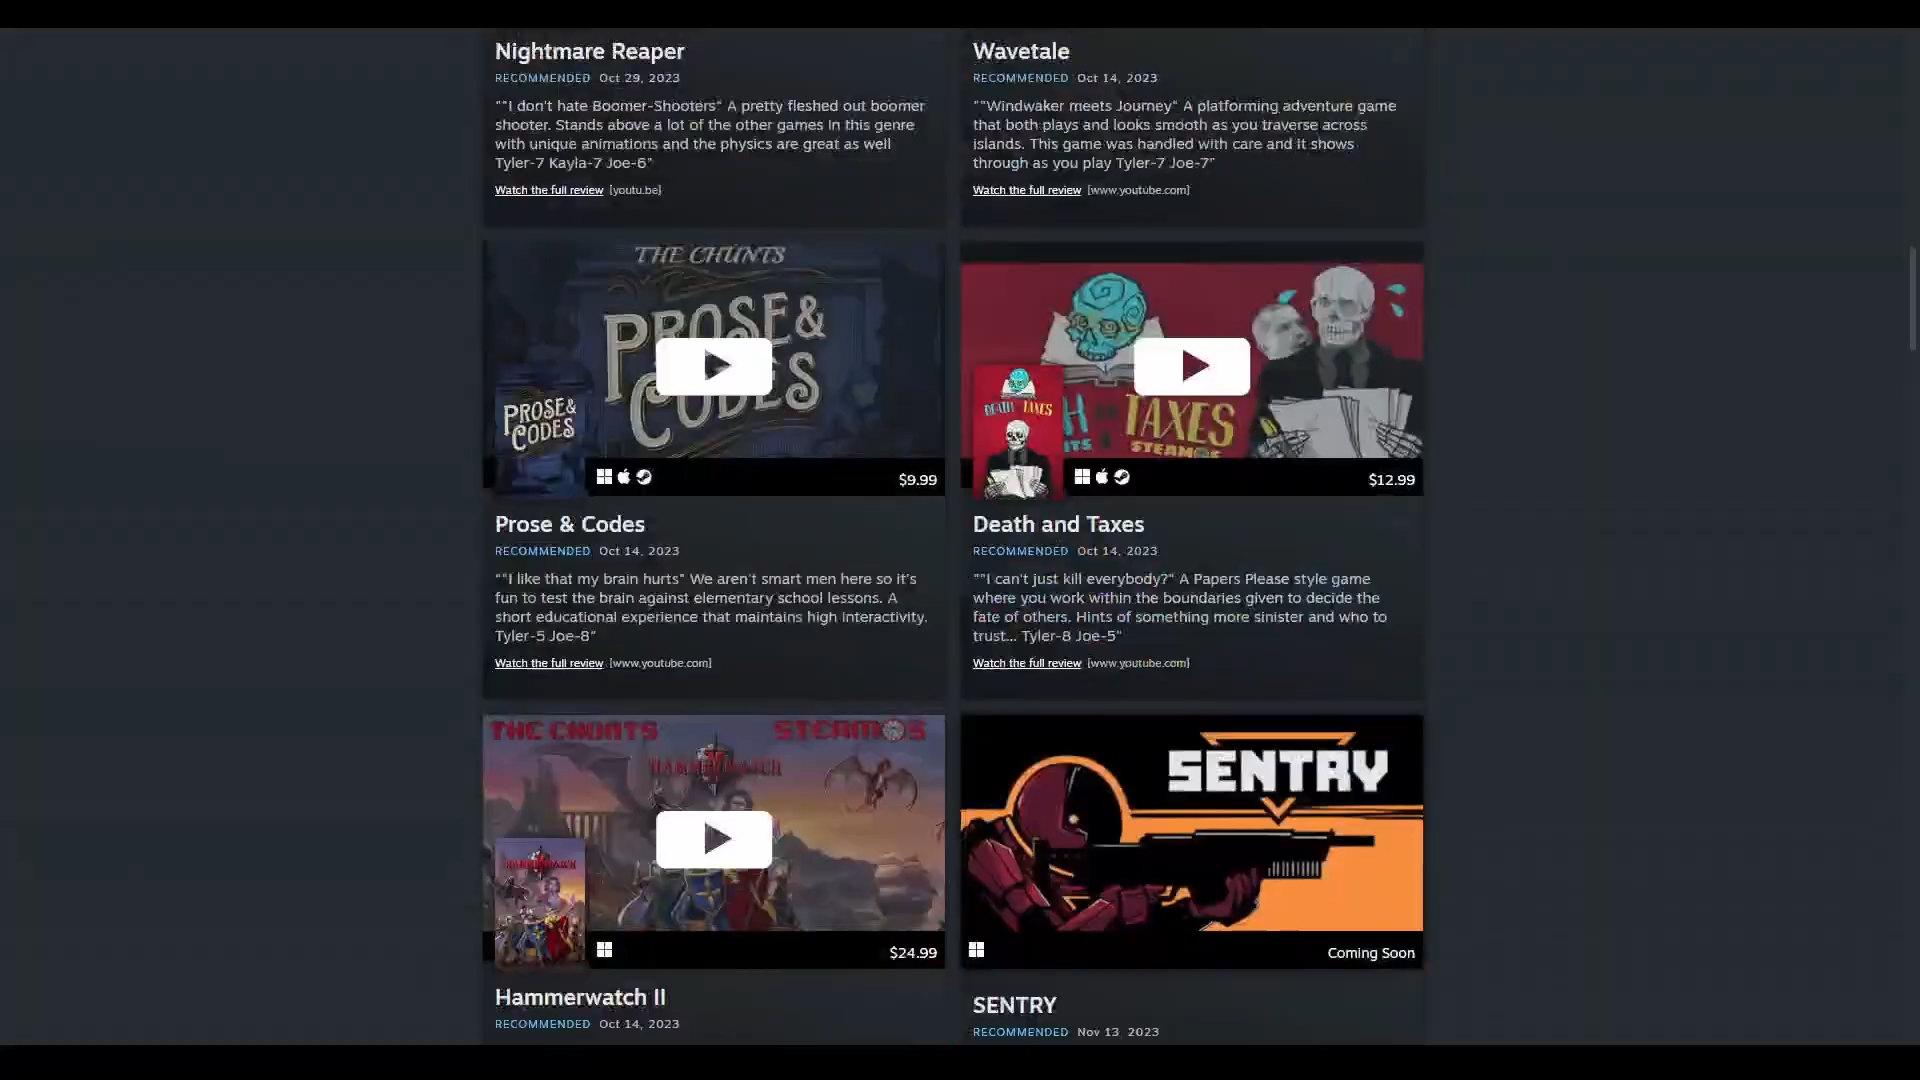 Nightmare Reaper
RECOMMENDED Oct 29, 2023
""I don't hate Boomer-Shooters" A pretty fleshed out boomer
shooter. Stands above a lot of the other games in this genre
with unique animations and the physics are great as well
Tyler-7 Kayla-7 Joe-6"
Watch the full review [youtu.be]
Wavetale
RECOMMENDED Oct 14, 2023
""Windwaker meets Journey" A platforming adventure game
that both plays and looks smooth as you traverse across
islands. This game was handled with care and it shows
through as you play Tyler-7 Joe-7"
Watch the full review [www.youtube.com]
THE CHUNTS
PROSE &
CODES
PROSE &
CODES
$9.99
Prose & Codes
RECOMMENDED Oct 14, 2023
""I like that my brain hurts" We aren't smart men here so it's
fun to test the brain against elementary school lessons. A
short educational experience that maintains high interactivity.
Tyler-5 Joe-8"
Watch the full review [www.youtube.com]
TAXES
STEAMOS
DEATH TAXES
$12.99
Death and Taxes
RECOMMENDED Oct 14, 2023
""I can't just kill everybody?" A Papers Please style game
where you work within the boundaries given to decide the
fate of others. Hints of something more sinister and who to
trust... Tyler-8 Joe-5"
Watch the full review [www.youtube.com]
THE CHUNTS STEAMOS
HAMMERWATCH
HAMMERWATCH
$24.99
Hammerwatch II
RECOMMENDED Oct 14, 2023
SENTRY
Coming Soon
SENTRY
RECOMMENDED Nov 13, 2023